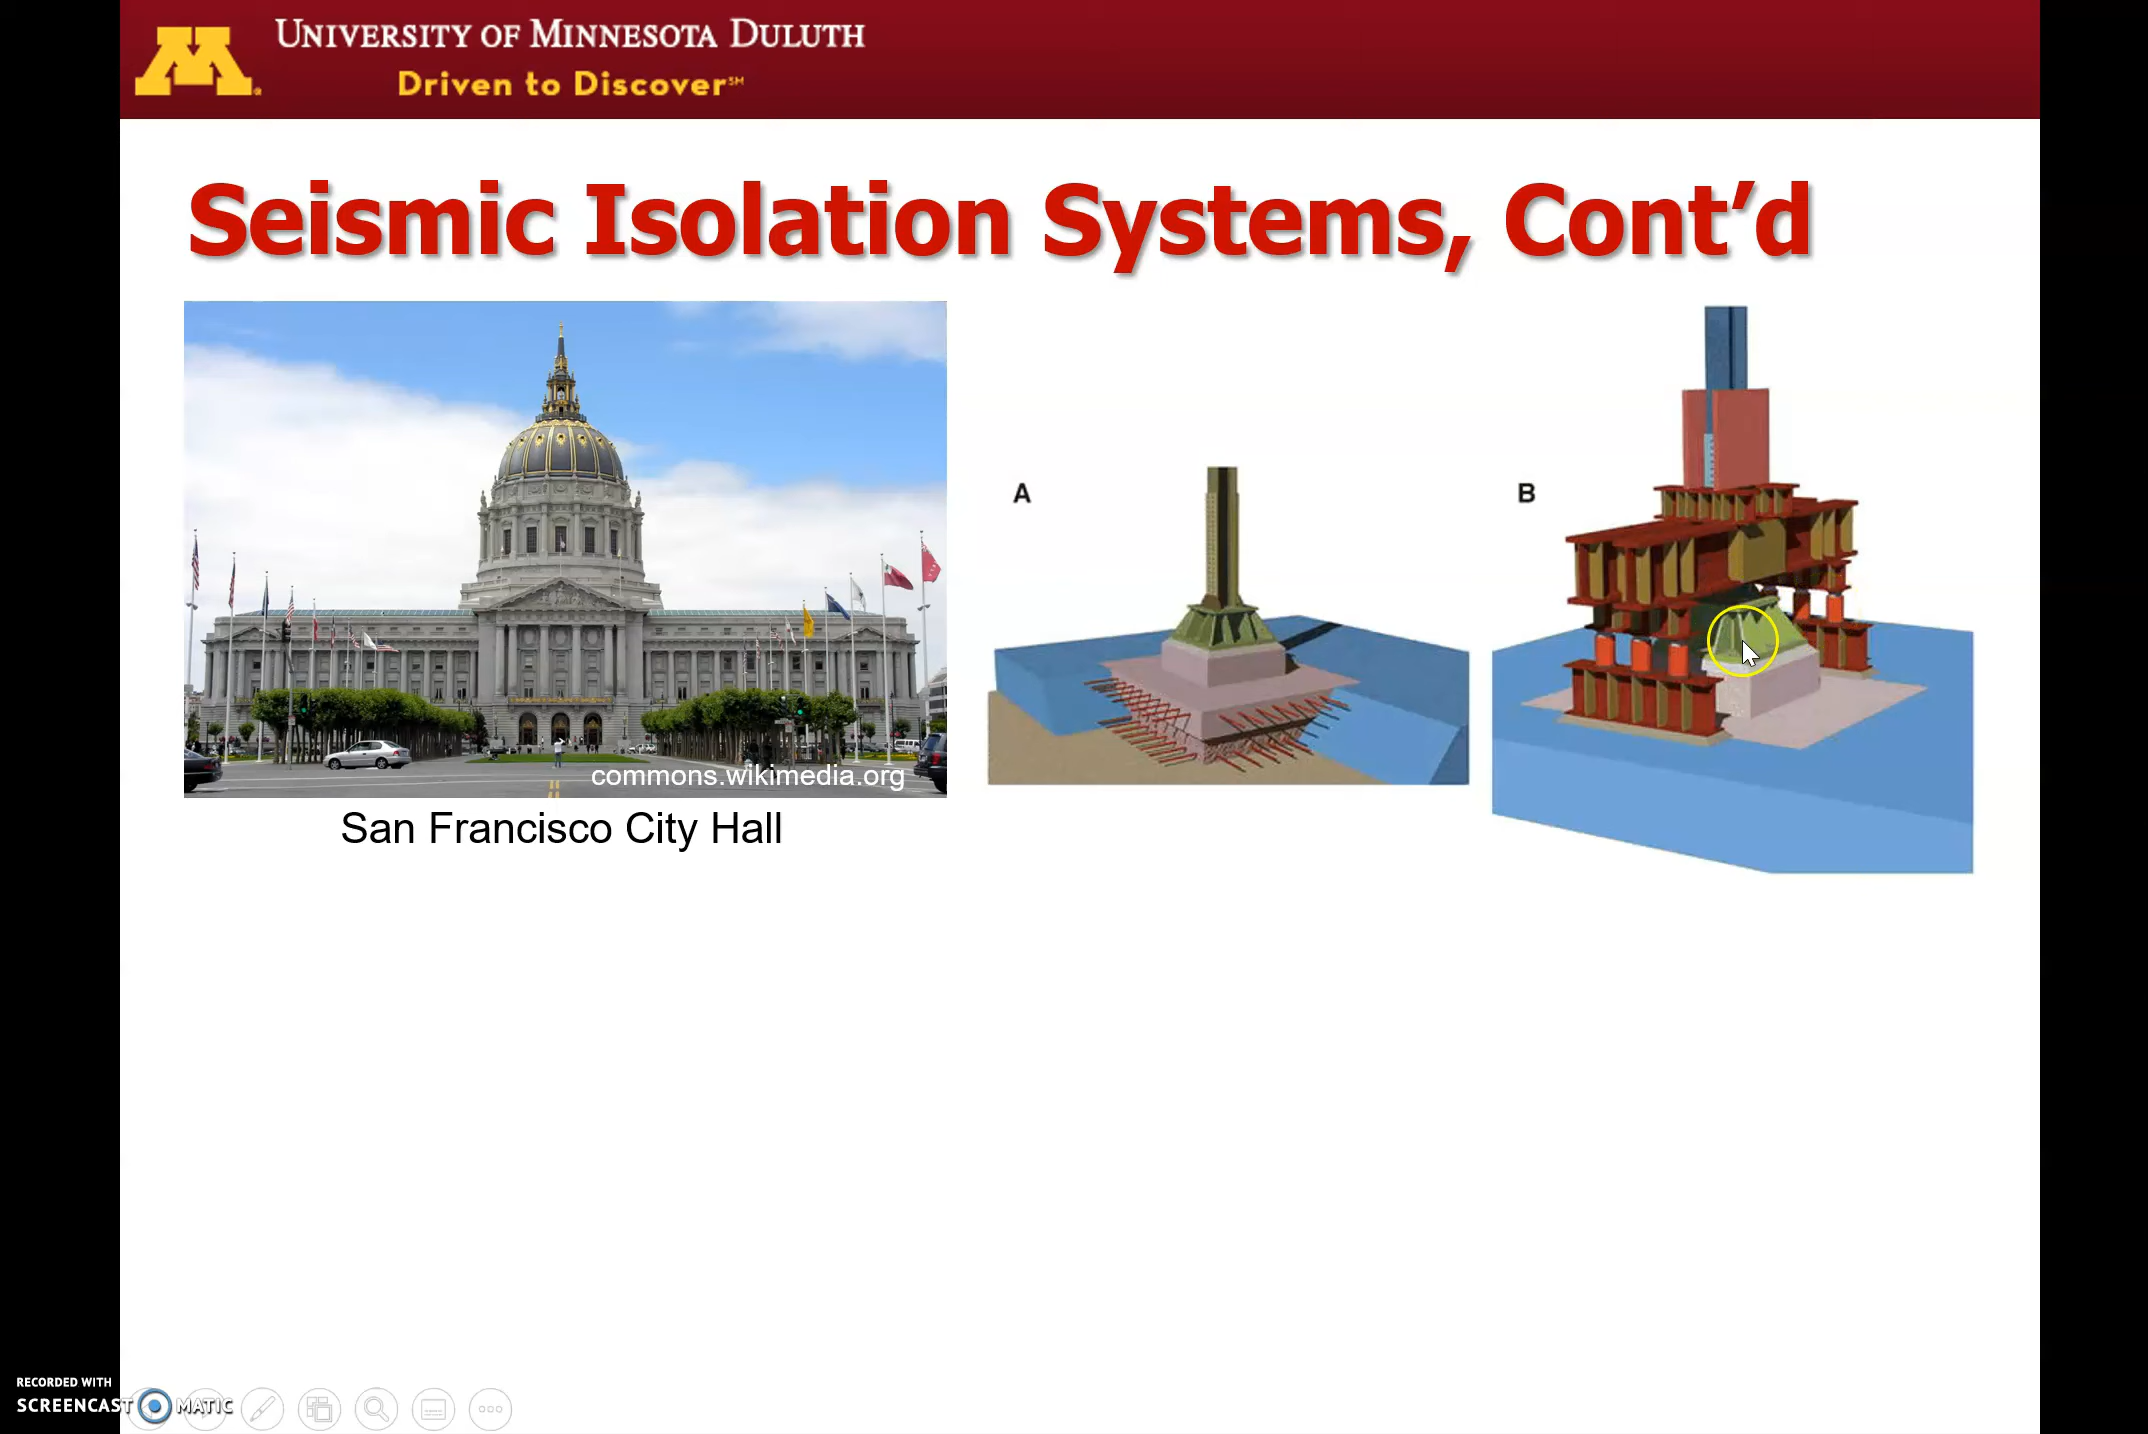 UNIVERSITY OF MINNESOTA DULUTH
Driven to Discover℠
Seismic Isolation Systems, Cont’d
commons.wikimedia.org
San Francisco City Hall
A
B
RECORDED WITH
SCREENCAST MATIC